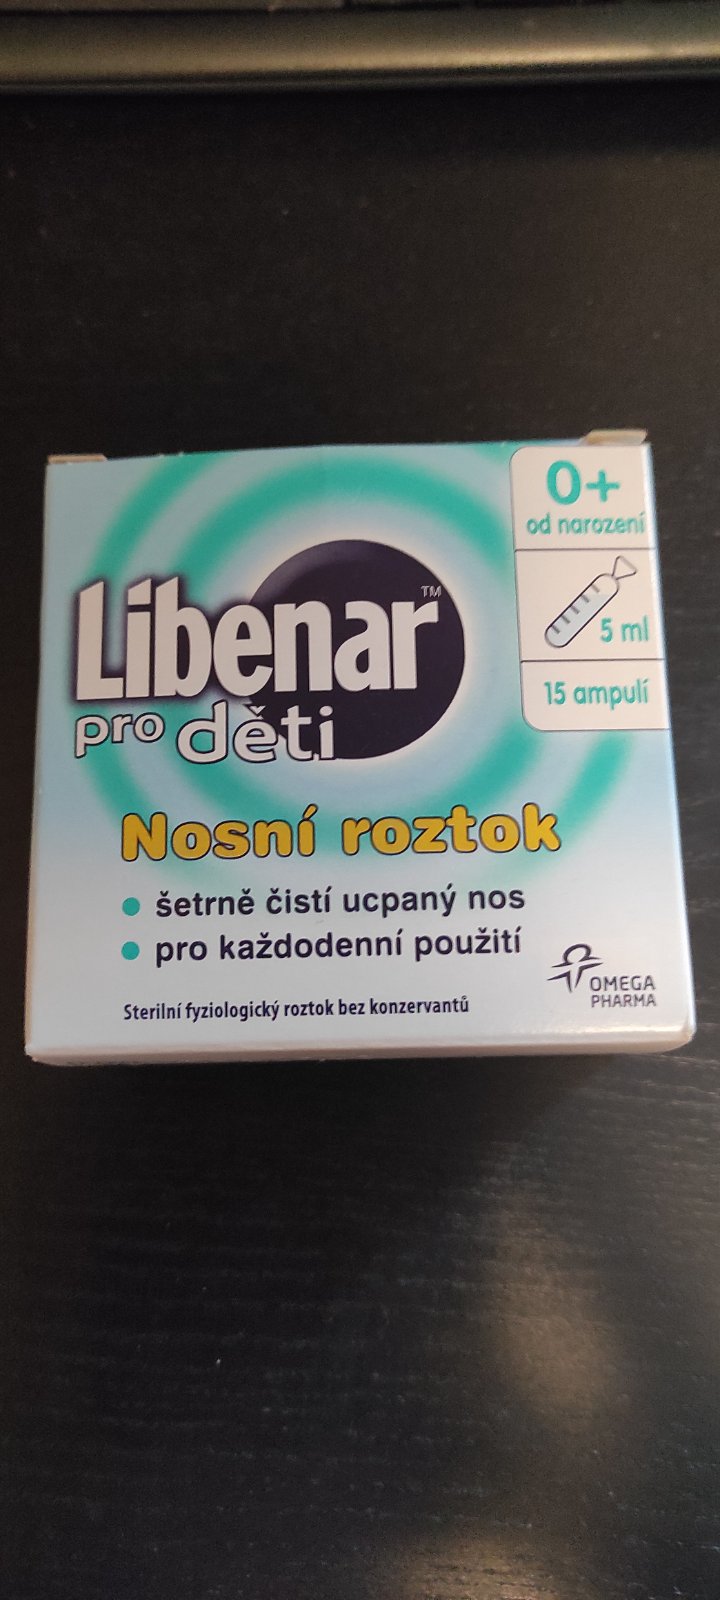 0+
od narození
5 ml
15 ampulí
Libenar™
pro děti
Nosní roztok
• šetrně čistí ucpaný nos
• pro každodenní použití
OMEGA
PHARMA
Sterilní fyziologický roztok bez konzervantů